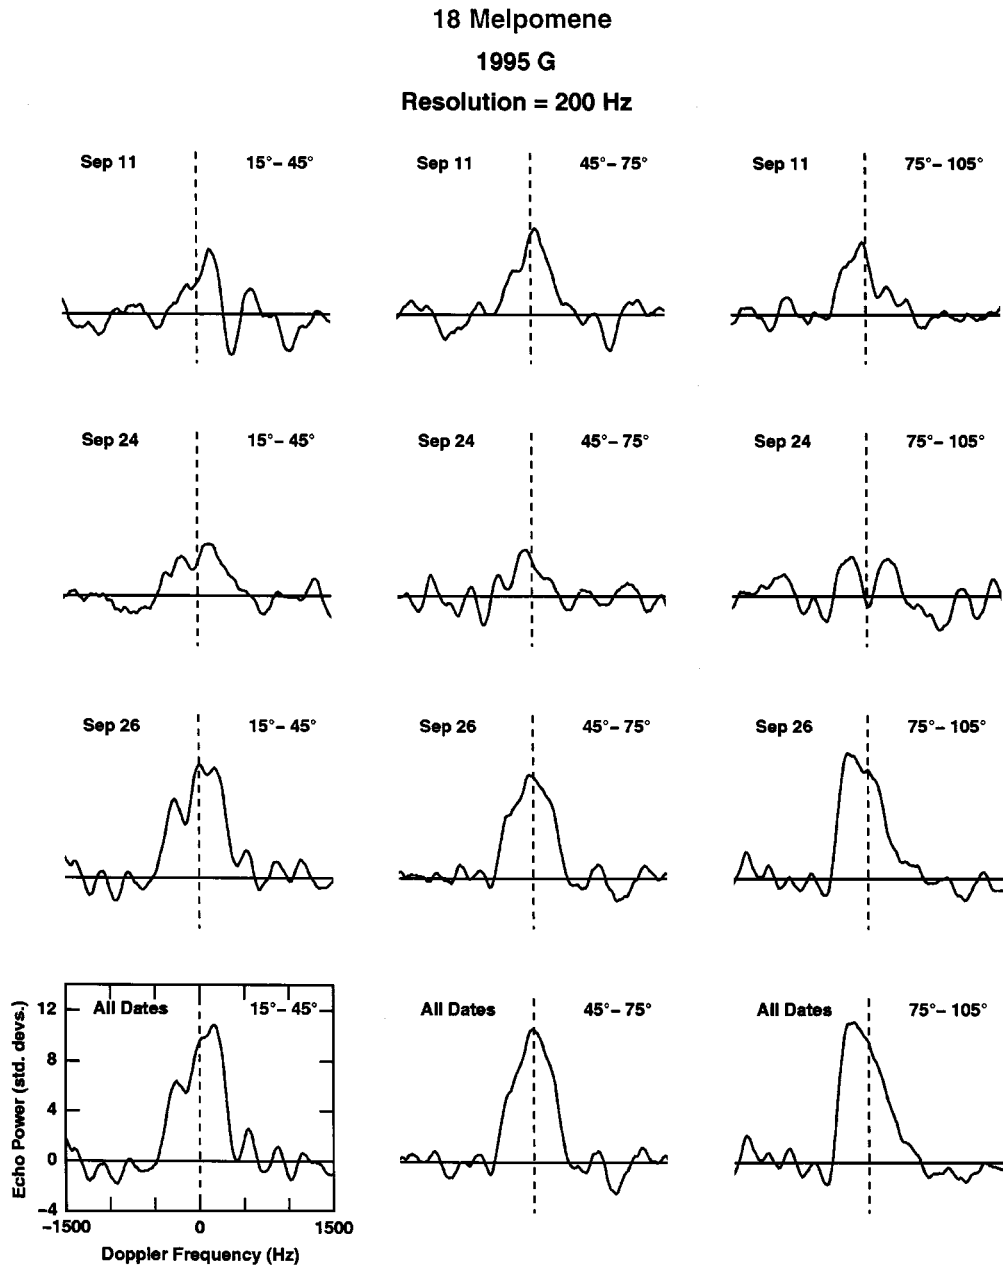 18 Melpomene
1995 G
Resolution = 200 Hz
Sep 11 15°– 45° Sep 11 45°– 75° Sep 11 75°– 105°
Sep 24 15°– 45° Sep 24 45°– 75° Sep 24 75°– 105°
Sep 26 15°– 45° Sep 26 45°– 75° Sep 26 75°– 105°
All Dates 15°– 45° All Dates 45°– 75° All Dates 75°– 105°
Echo Power (std. devs.)
12
8
4
0
−4
−1500 0 1500
Doppler Frequency (Hz)